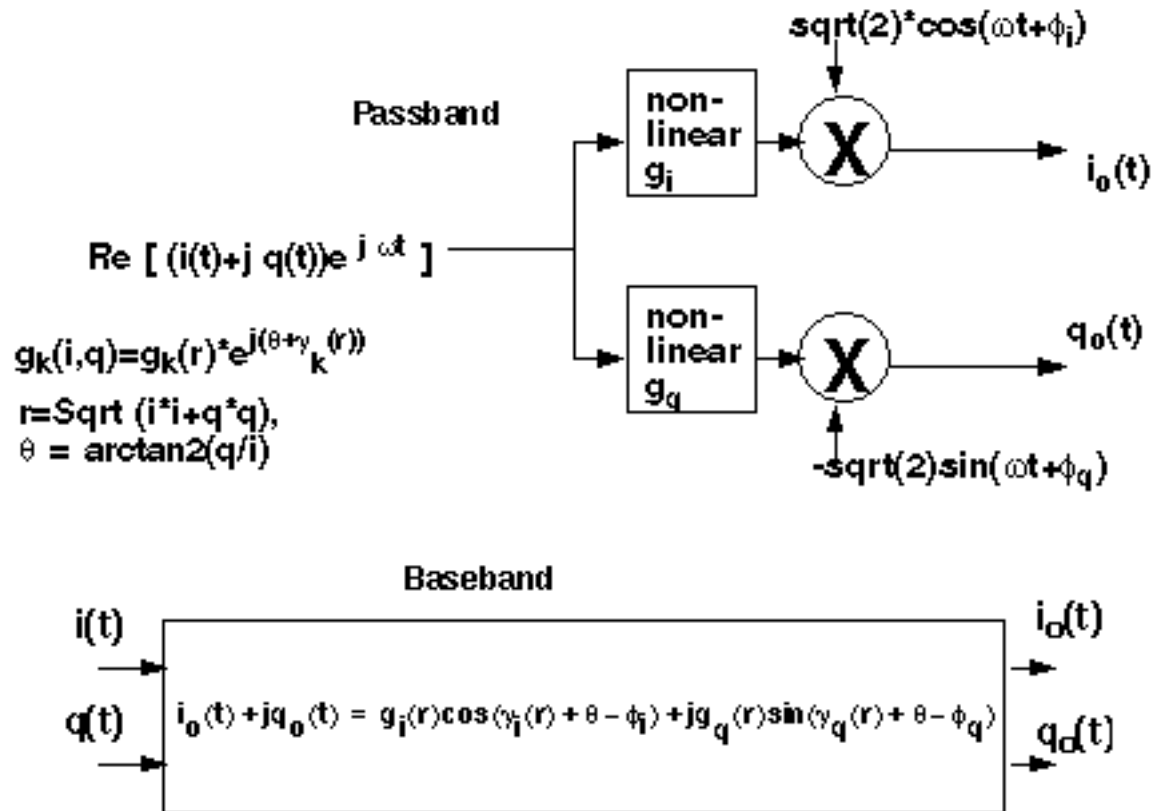 sqrt(2)*cos(ωt+ϕi)
Passband
non-
linear
gi
X
io(t)
Re [ (i(t)+j q(t))e j ωt ]
non-
linear
gq
X
qo(t)
gk(i,q)=gk(r)*e j(θ+γk(r))
r=Sqrt (i*i+q*q),
θ = arctan2(q/i)
-sqrt(2)sin(ωt+ϕq)
Baseband
i(t)
io(t)
io(t) +jqo(t) = gi(r)cos(γi(r) + θ – ϕi) +jgq(r)sin(γq(r) + θ – ϕq)
q(t)
qo(t)